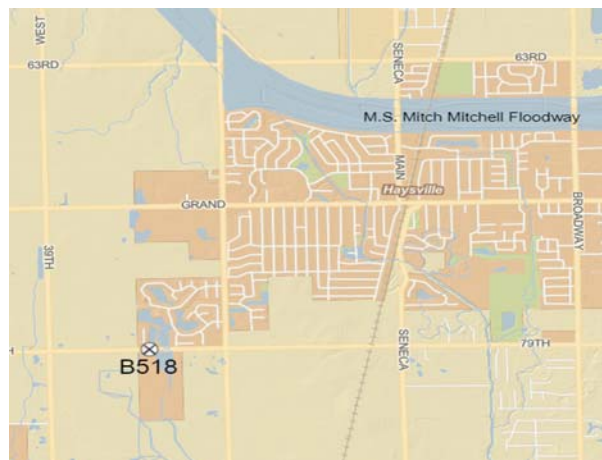 WEST
63RD
SENECA
63RD
M.S. Mitch Mitchell Floodway
MAIN
Haysville
GRAND
BROADWAY
39TH
SENECA
79TH
H
B518